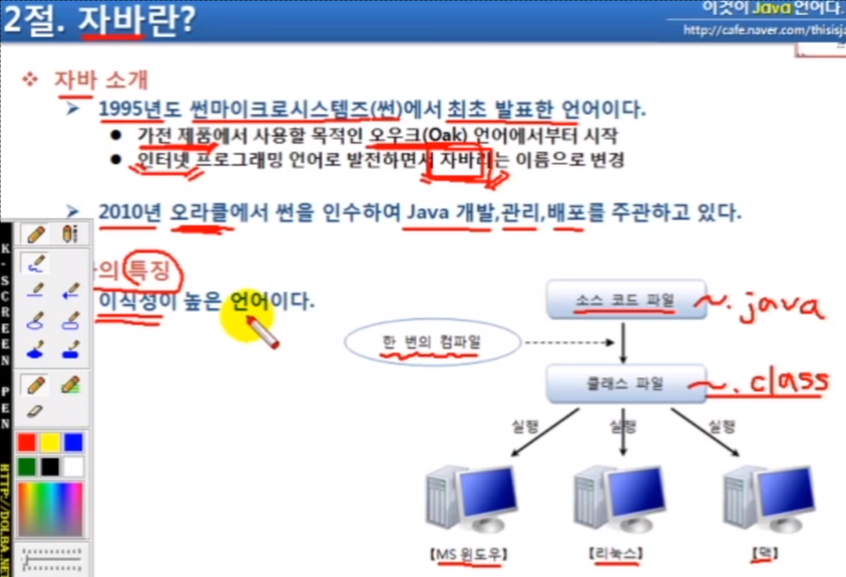 2절. 자바란?
이것이 Java 언어다.
http://cafe.naver.com/thisisja
자바 소개
1995년도 썬마이크로시스템즈(썬)에서 최초 발표한 언어이다.
가전 제품에서 사용할 목적인 오우크(Oak) 언어에서부터 시작
인터넷 프로그래밍 언어로 발전하면서 자바라는 이름으로 변경
2010년 오라클에서 썬을 인수하여 Java 개발,관리,배포를 주관하고 있다.
의 특징
이식성이 높은 언어이다.
소스 코드 파일
~.java
한 번의 컴파일
클래스 파일
~.class
실행
실행
실행
【MS 윈도우】
【리눅스】
【맥】
K-SCREEN PEN HTTP://DOLBA.NE